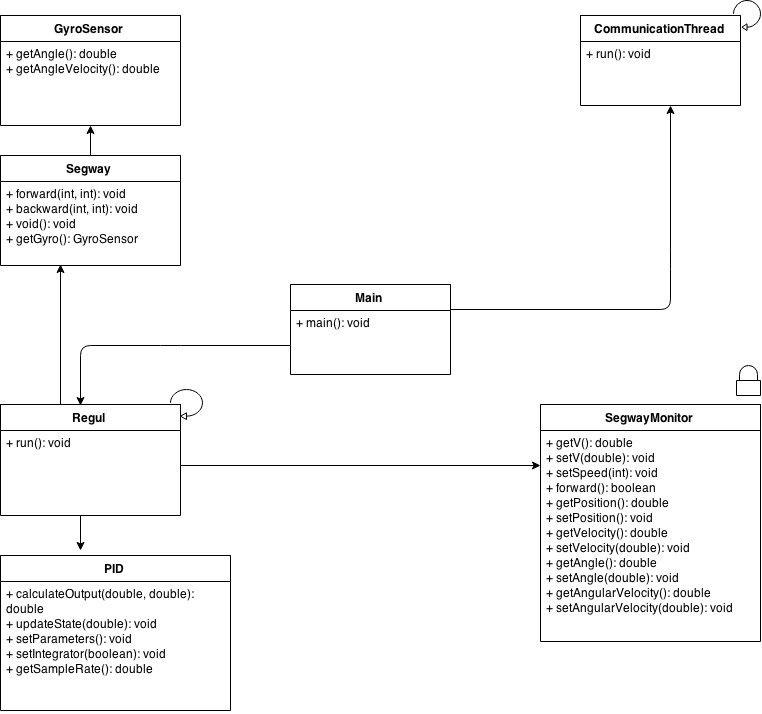 GyroSensor
+ getAngle(): double
+ getAngleVelocity(): double
CommunicationThread
+ run(): void
Segway
+ forward(int, int): void
+ backward(int, int): void
+ void(): void
+ getGyro(): GyroSensor
Main
+ main(): void
Regul
+ run(): void
SegwayMonitor
+ getV(): double
+ setV(double): void
+ setSpeed(int): void
+ forward(): boolean
+ getPosition(): double
+ setPosition(): void
+ getVelocity(): double
+ setVelocity(double): void
+ getAngle(): double
+ setAngle(double): void
+ getAngularVelocity(): double
+ setAngularVelocity(double): void
PID
+ calculateOutput(double, double):
double
+ updateState(double): void
+ setParameters(): void
+ setIntegrator(boolean): void
+ getSampleRate(): double